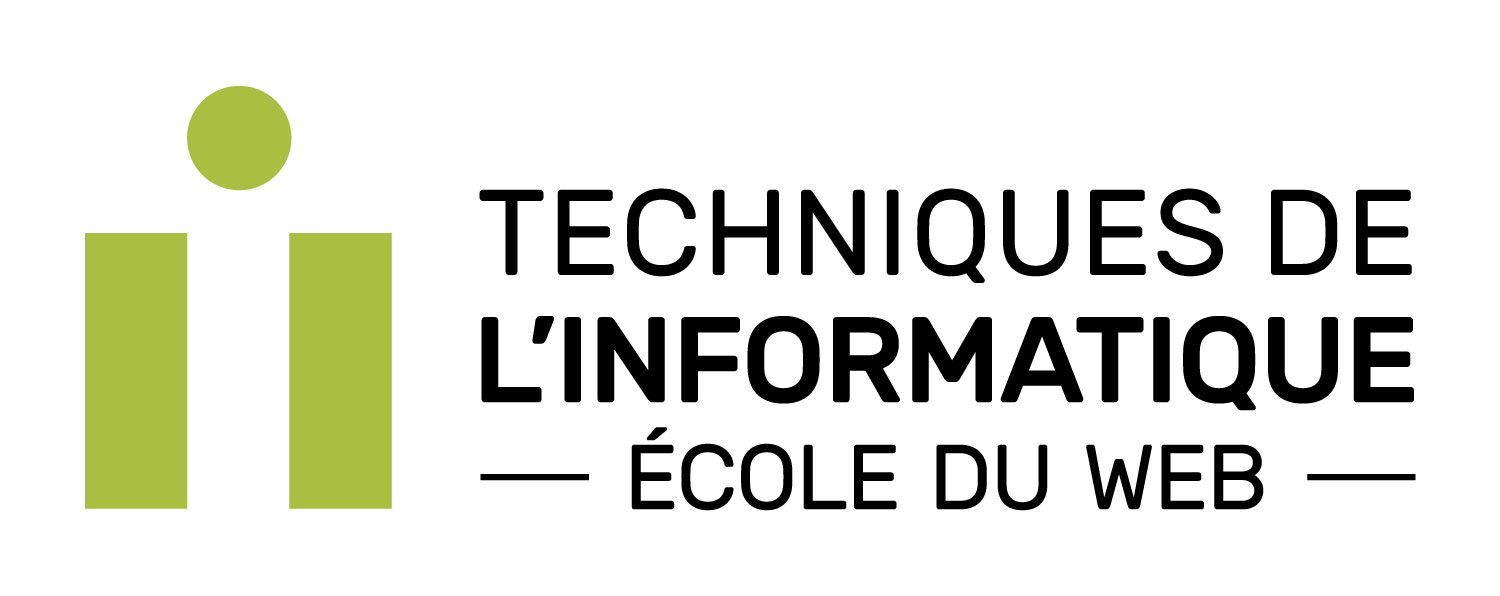 TECHNIQUES DE
L’INFORMATIQUE
ÉCOLE DU WEB